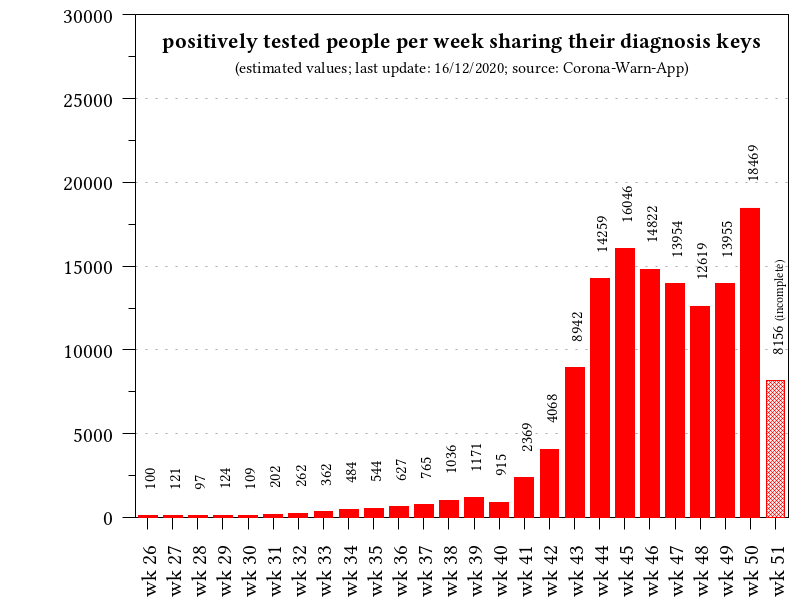 positively tested people per week sharing their diagnosis keys
(estimated values; last update: 16/12/2020; source: Corona-Warn-App)
30000
25000
20000
15000
10000
5000
0
100
121
97
124
109
202
262
362
484
544
627
765
1036
1171
915
2369
4068
8942
14259
16046
14822
13954
12619
13955
18469
8156 (incomplete)
wk 26
wk 27
wk 28
wk 29
wk 30
wk 31
wk 32
wk 33
wk 34
wk 35
wk 36
wk 37
wk 38
wk 39
wk 40
wk 41
wk 42
wk 43
wk 44
wk 45
wk 46
wk 47
wk 48
wk 49
wk 50
wk 51